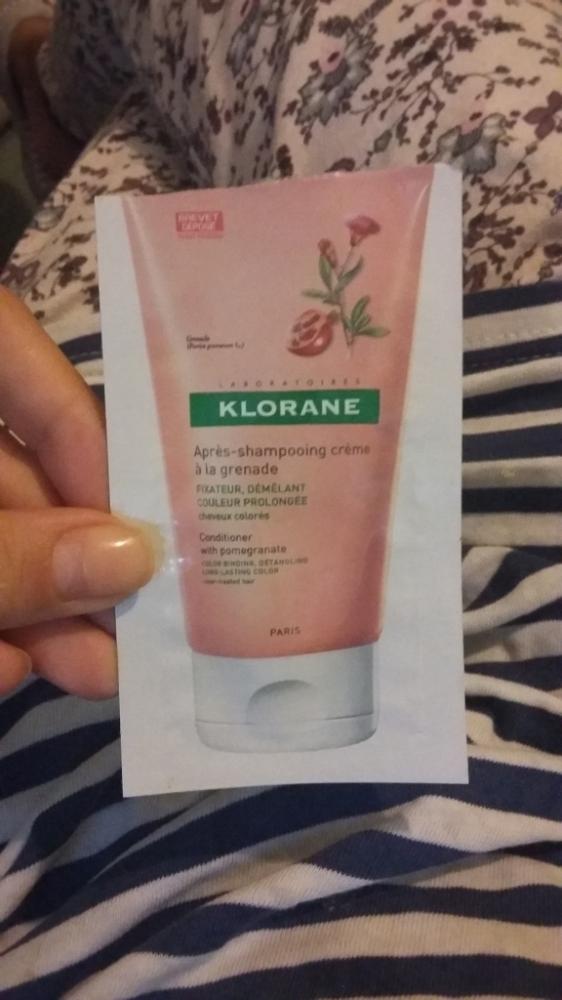 BREVET
DÉPOSÉ
Grenade
LABORATOIRES
KLORANE
Après-shampooing crème
à la grenade
FIXATEUR, DÉMÊLANT
COULEUR PROLONGÉE
cheveux colorés
Conditioner
with pomegranate
COLOR BINDING, DETANGLING
LONG-LASTING COLOR
color-treated hair
PARIS